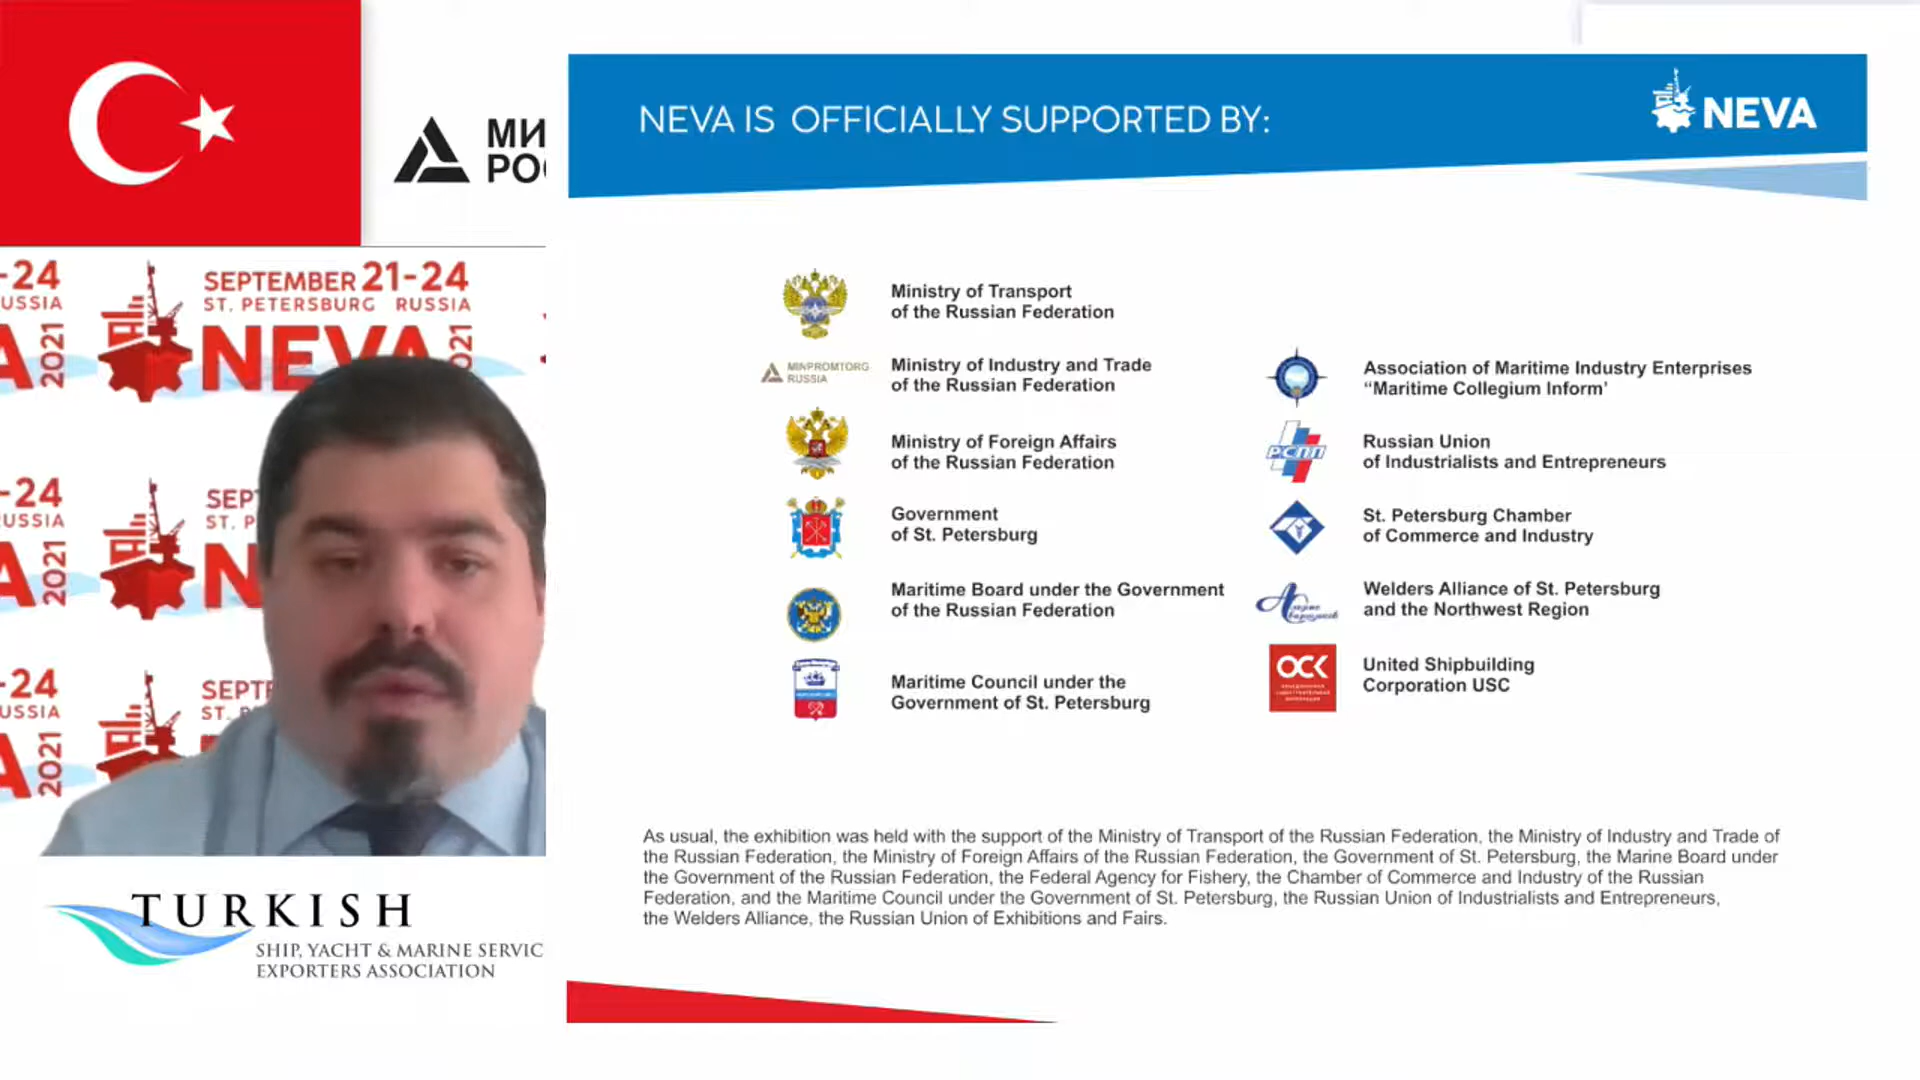 МИ
РО
-24
USSIA
A 2021
SEPTEMBER 21-24
ST. PETERSBURG RUSSIA
NEVA 2021
-24
USSIA
A 2021
SEP
ST. P
N
-24
USSIA
A 2021
SEPT
ST.
TURKISH
SHIP, YACHT & MARINE SERVIC
EXPORTERS ASSOCIATION
NEVA IS OFFICIALLY SUPPORTED BY:
NEVA
Ministry of Transport
of the Russian Federation
MINPROMTORG
RUSSIA
Ministry of Industry and Trade
of the Russian Federation
Ministry of Foreign Affairs
of the Russian Federation
Government
of St. Petersburg
Maritime Board under the Government
of the Russian Federation
Maritime Council under the
Government of St. Petersburg
Association of Maritime Industry Enterprises
“Maritime Collegium Inform’
РСПП
Russian Union
of Industrialists and Entrepreneurs
St. Petersburg Chamber
of Commerce and Industry
Welders Alliance of St. Petersburg
and the Northwest Region
ОСК
United Shipbuilding
Corporation USC
As usual, the exhibition was held with the support of the Ministry of Transport of the Russian Federation, the Ministry of Industry and Trade of
the Russian Federation, the Ministry of Foreign Affairs of the Russian Federation, the Government of St. Petersburg, the Marine Board under
the Government of the Russian Federation, the Federal Agency for Fishery, the Chamber of Commerce and Industry of the Russian
Federation, and the Maritime Council under the Government of St. Petersburg, the Russian Union of Industrialists and Entrepreneurs,
the Welders Alliance, the Russian Union of Exhibitions and Fairs.